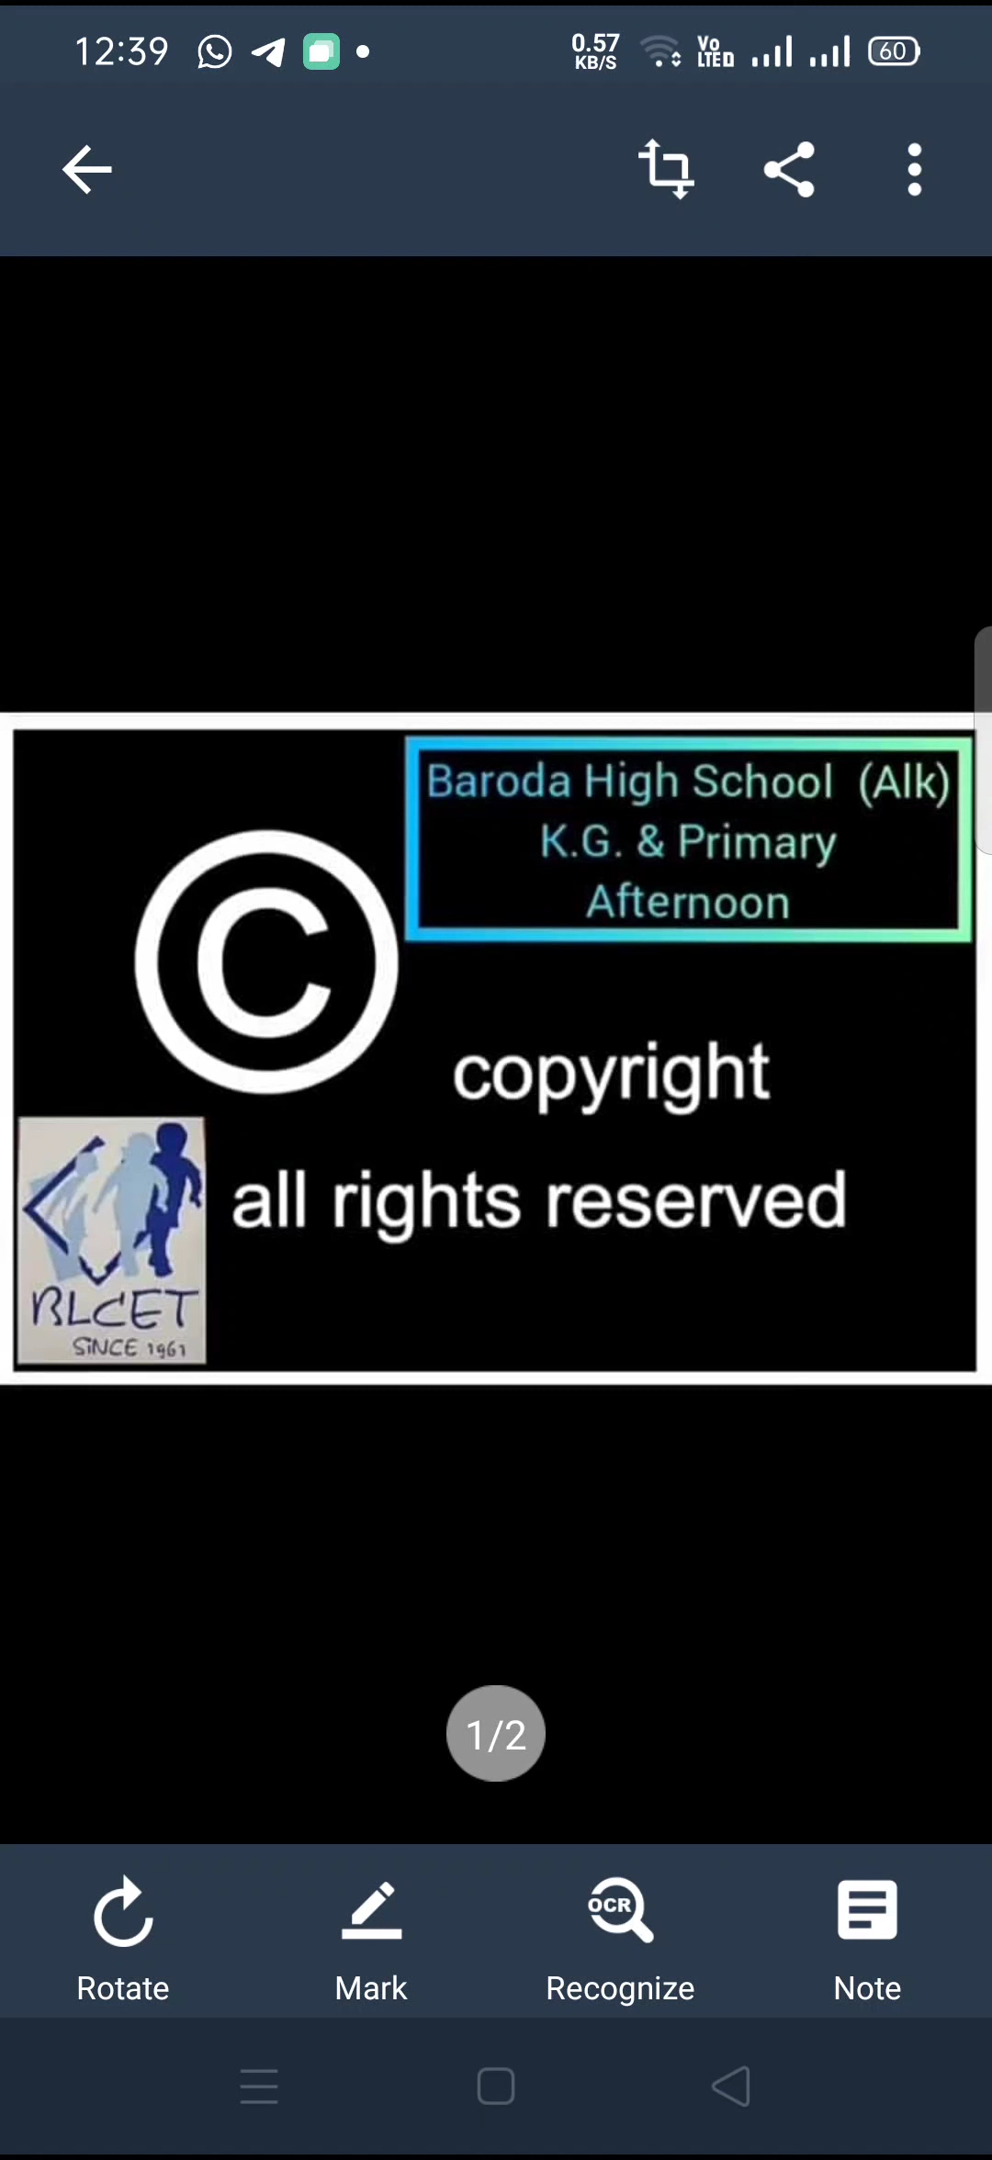 12:39
0.57 KB/S
Vo LTED
60
Baroda High School (Alk)
K.G. & Primary
Afternoon
©
copyright
all rights reserved
BLCET
SINCE 1961
1/2
OCR
Rotate Mark Recognize Note